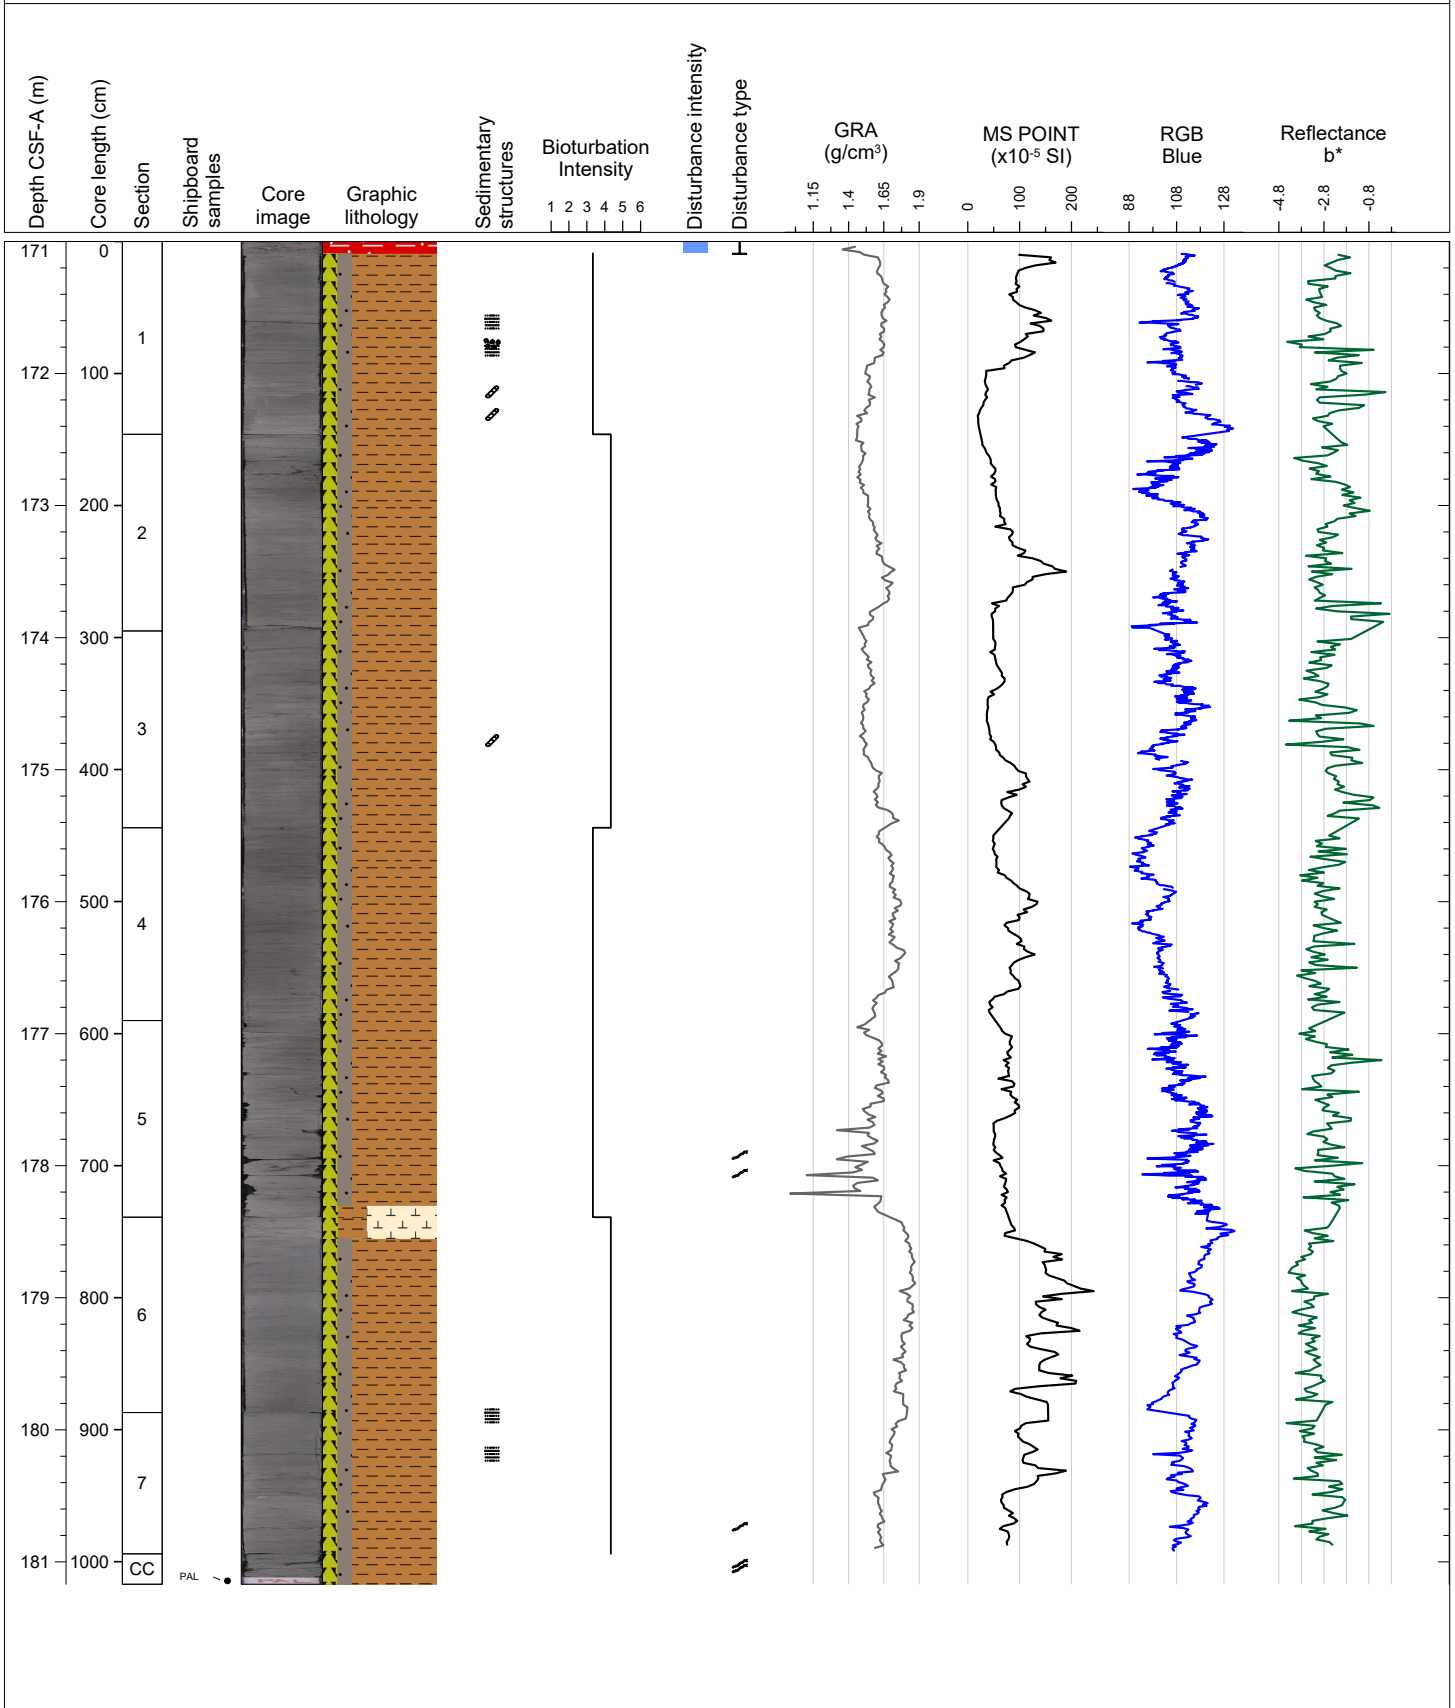 Depth CSF-A (m)
Core length (cm)
Section
Shipboard
samples
Core
image
Graphic
lithology
Sedimentary
structures
Bioturbation
Intensity
1 2 3 4 5 6
Disturbance intensity
Disturbance type
GRA
(g/cm³)
1.15 1.4 1.65 1.9
MS POINT
(x10⁻⁵ SI)
0 100 200
RGB
Blue
88 108 128
Reflectance
b*
-4.8 -2.8 -0.8
171 0
1
172 100
173 200
2
174 300
3
175 400
176 500
4
177 600
5
178 700
179 800
6
180 900
7
181 1000
CC
PAL
PAL